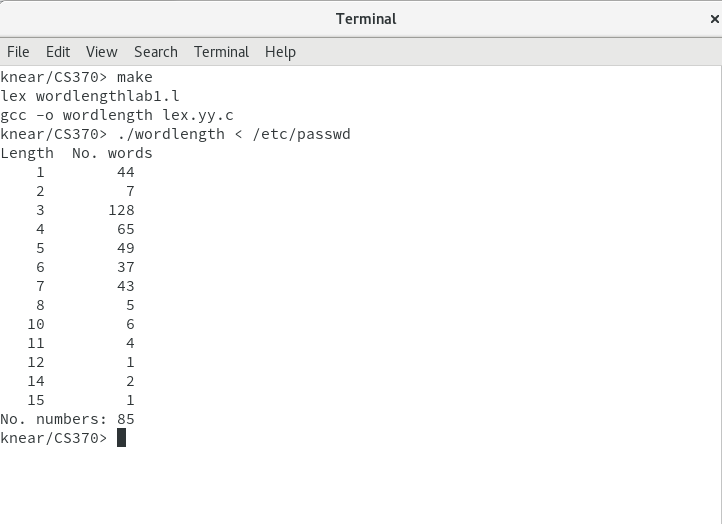 Terminal
File Edit View Search Terminal Help
knear/CS370> make
lex wordlengthlab1.l
gcc -o wordlength lex.yy.c
knear/CS370> ./wordlength < /etc/passwd
Length  No. words
    1        44
    2         7
    3       128
    4        65
    5        49
    6        37
    7        43
    8         5
   10         6
   11         4
   12         1
   14         2
   15         1
No. numbers: 85
knear/CS370>